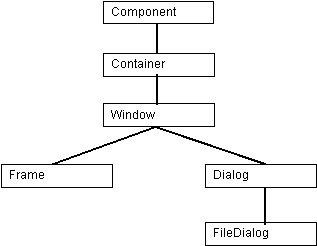 Component
Container
Window
Frame
Dialog
FileDialog